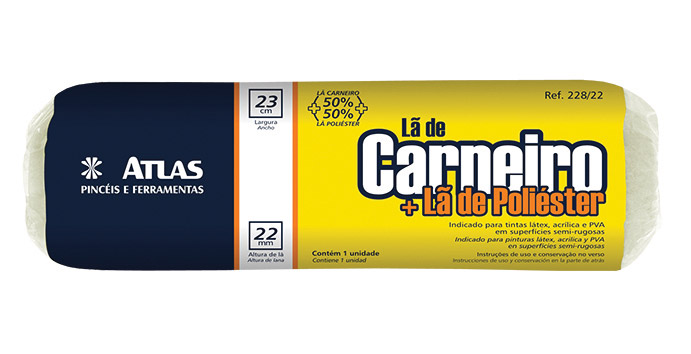 ATLAS
PINCÉIS E FERRAMENTAS
23
cm
Largura
Ancho
22
mm
Altura de lã
Altura de lana
LÃ CARNEIRO
50%
50%
LÃ POLIÉSTER
Ref. 228/22
Lã de
Carneiro
+ Lã de Poliéster
Indicado para tintas látex, acrílica e PVA
em superfícies semi-rugosas
Indicado para pinturas látex, acrílica y PVA
en superfícies semi-rugosas
Contém 1 unidade
Contiene 1 unidad
Instruções de uso e conservação no verso
Instrucciones de uso y conservación en la parte de atrás